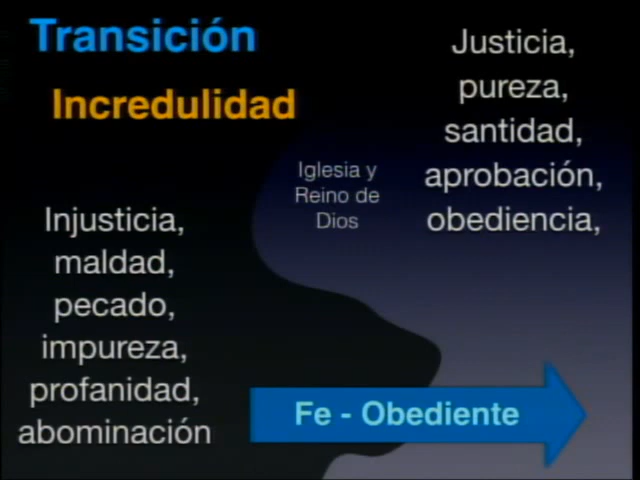 Transición
Incredulidad
Injusticia,
maldad,
pecado,
impureza,
profanidad,
abominación
Iglesia y
Reino de
Dios
Justicia,
pureza,
santidad,
aprobación,
obediencia,
Fe - Obediente